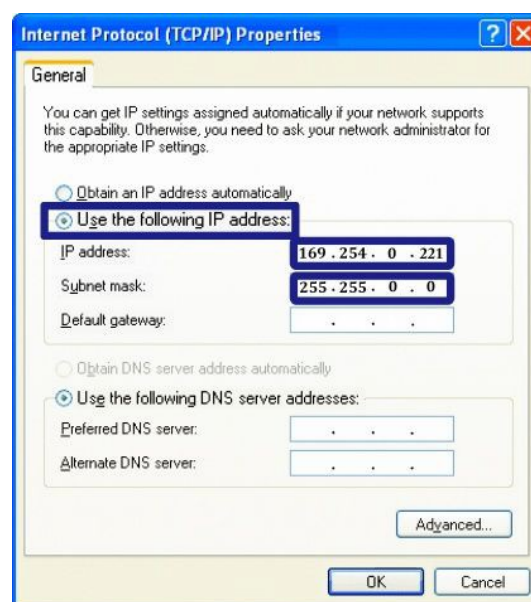 Internet Protocol (TCP/IP) Properties
General
You can get IP settings assigned automatically if your network supports
this capability. Otherwise, you need to ask your network administrator for
the appropriate IP settings.
Obtain an IP address automatically
Use the following IP address:
IP address: 169 . 254 . 0 . 221
Subnet mask: 255 . 255 . 0 . 0
Default gateway: . . .
Obtain DNS server address automatically
Use the following DNS server addresses:
Preferred DNS server: . . .
Alternate DNS server: . . .
Advanced...
OK Cancel